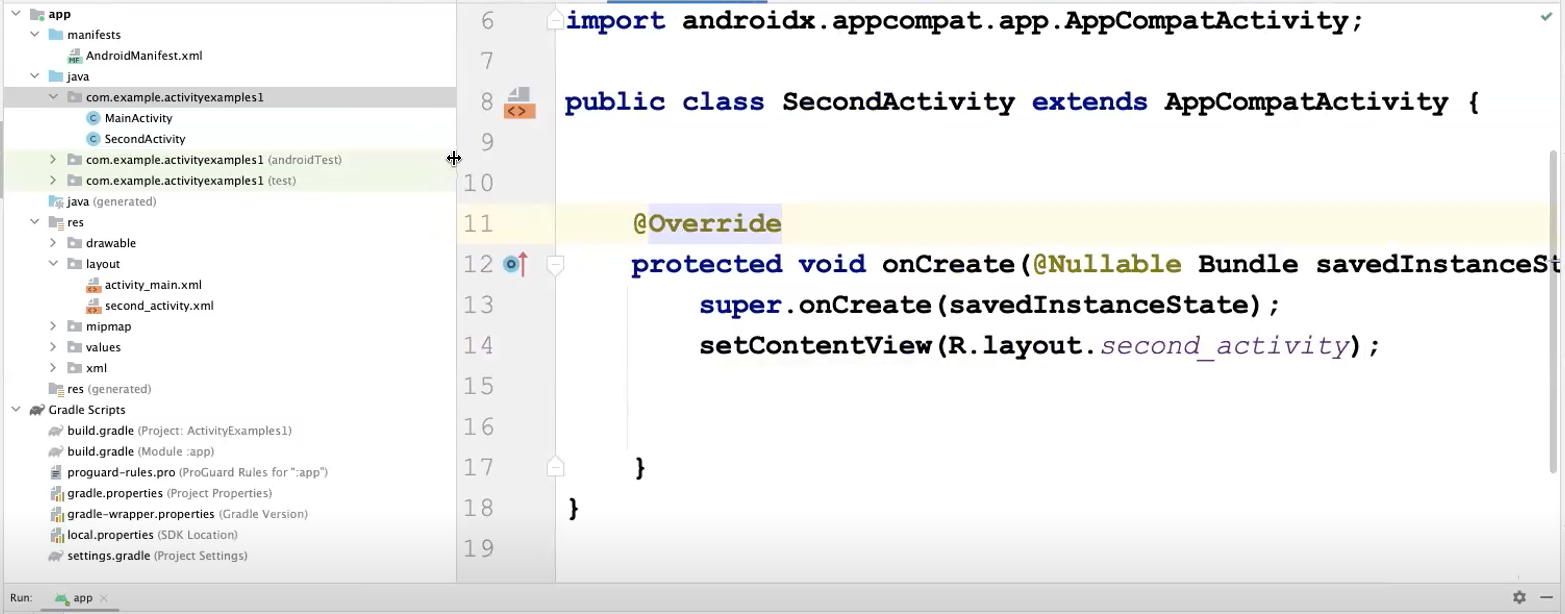 app
manifests
AndroidManifest.xml
java
com.example.activityexamples1
MainActivity
SecondActivity
com.example.activityexamples1 (androidTest)
com.example.activityexamples1 (test)
java (generated)
res
drawable
layout
activity_main.xml
second_activity.xml
mipmap
values
xml
res (generated)
Gradle Scripts
build.gradle (Project: ActivityExamples1)
build.gradle (Module :app)
proguard-rules.pro (ProGuard Rules for ":app")
gradle.properties (Project Properties)
gradle-wrapper.properties (Gradle Version)
local.properties (SDK Location)
settings.gradle (Project Settings)
6 import androidx.appcompat.app.AppCompatActivity;
7
8 public class SecondActivity extends AppCompatActivity {
9
10
11 @Override
12 protected void onCreate(@Nullable Bundle savedInstanceSt
13 super.onCreate(savedInstanceState);
14 setContentView(R.layout.second_activity);
15
16
17 }
18 }
19
Run: app